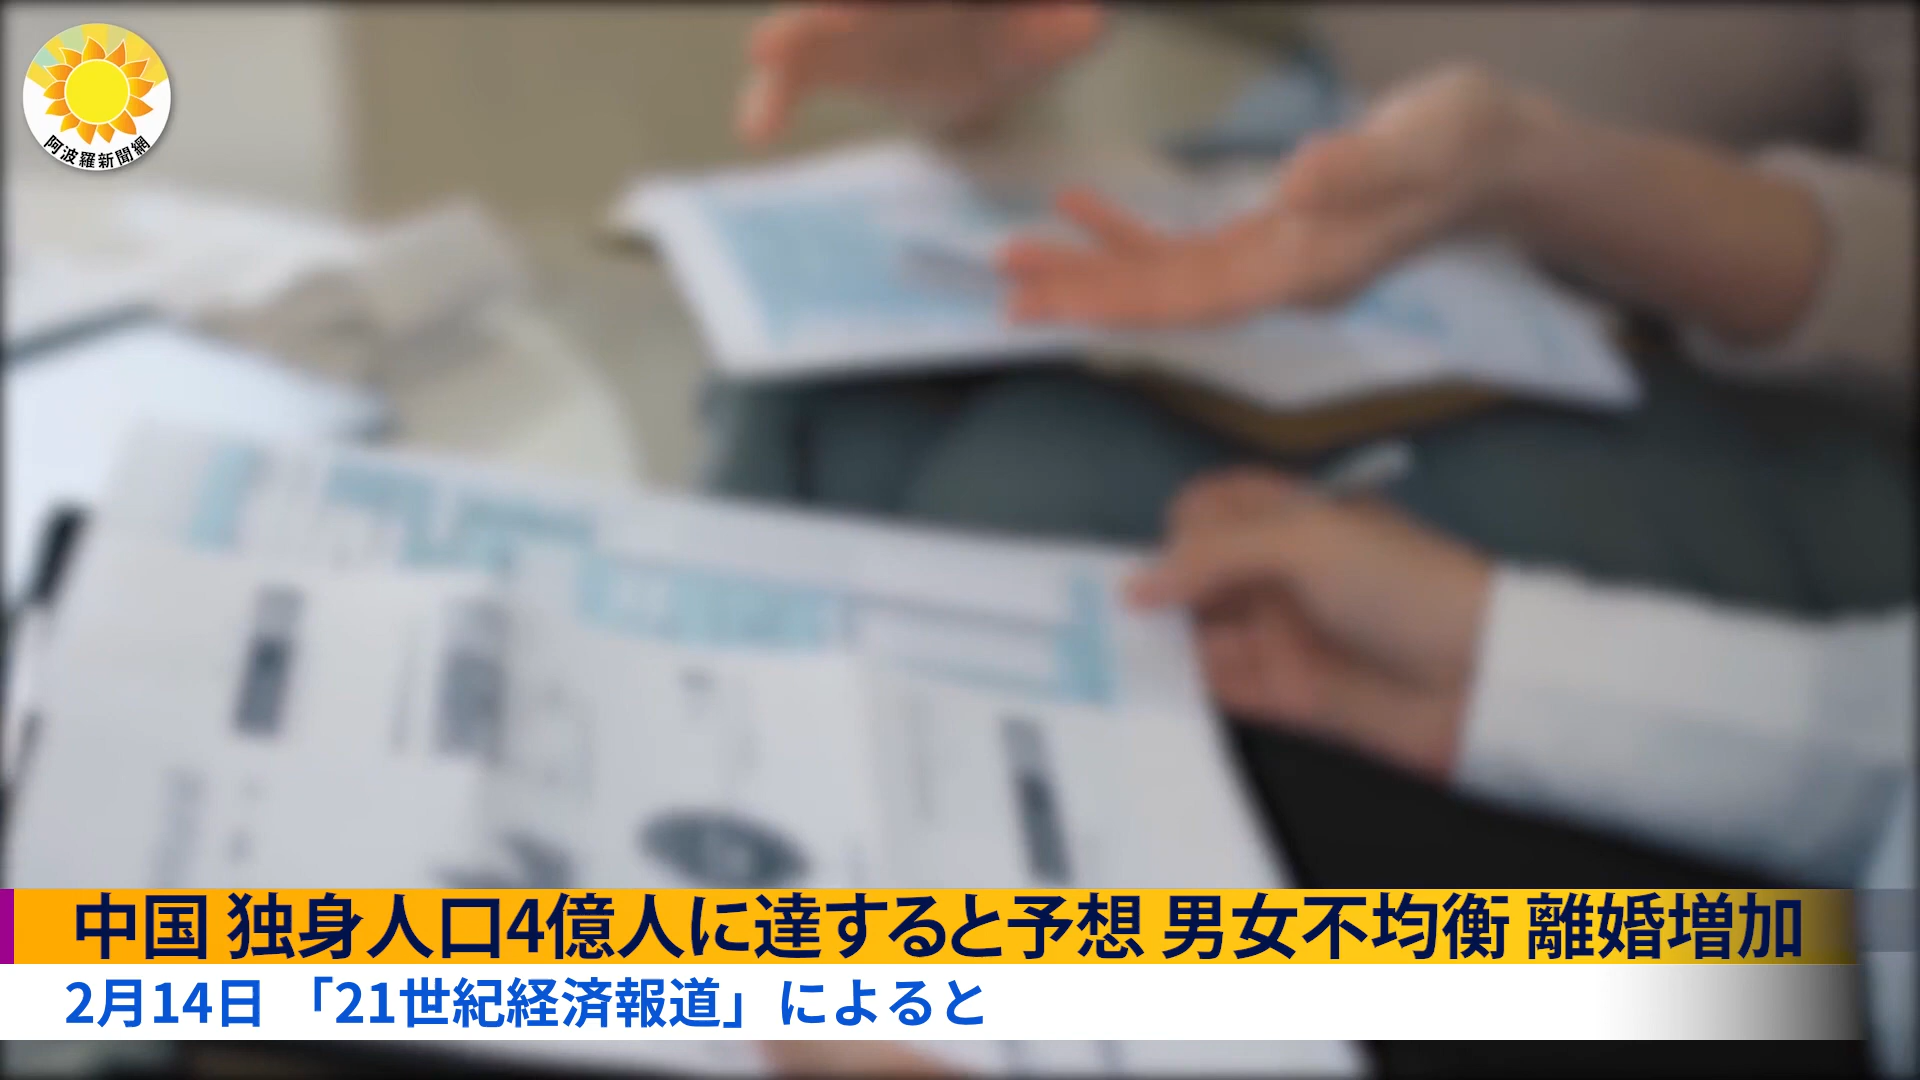 阿波羅新聞網
中国 独身人口4億人に達すると予想 男女不均衡 離婚増加
2月14日 「21世紀経済報道」によると